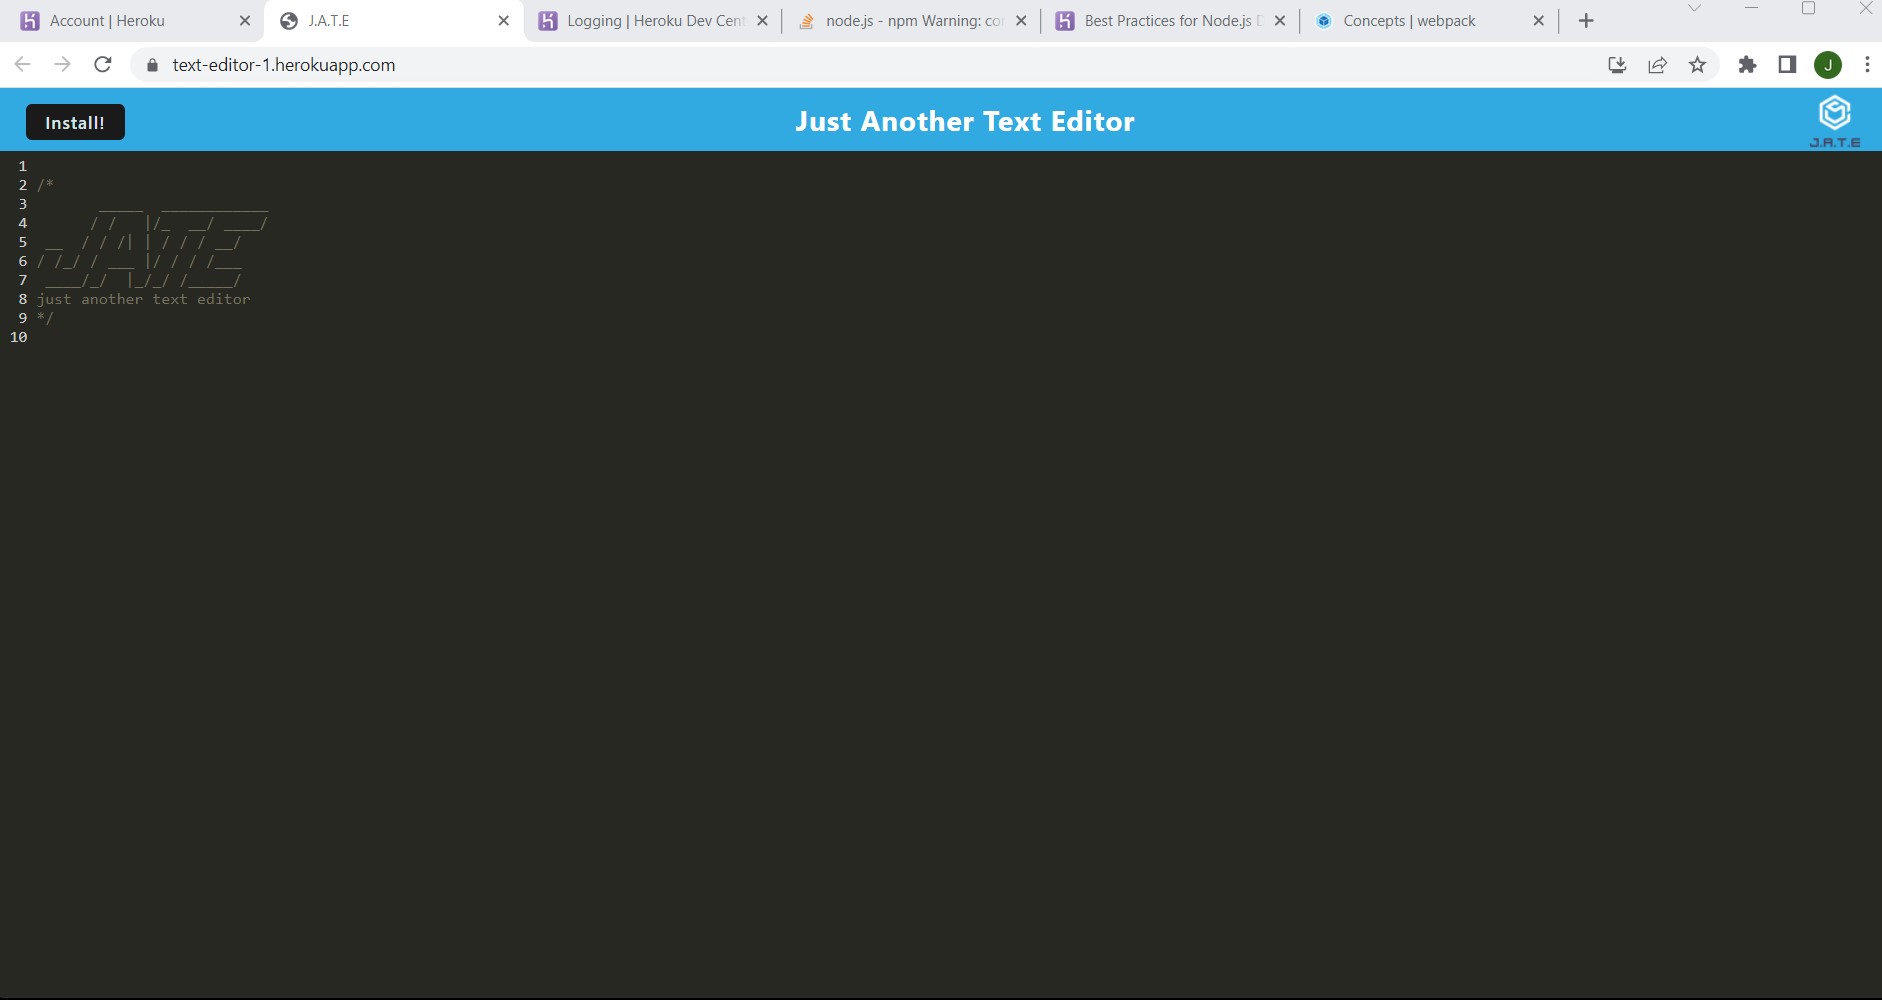 Account | Heroku
J.A.T.E
Logging | Heroku Dev Cent
node.js - npm Warning: co
Best Practices for Node.js D
Concepts | webpack
text-editor-1.herokuapp.com
J
Install!
Just Another Text Editor
J.A.T.E
1
2 /*
3        _____  ____________
4       / /   |/_  __/ ____/
5  __  / / /| | / / / __/
6 / /_/ / ___ |/ / / /___
7  ____/_/  |_/_/ /_____/
8 just another text editor
9 */
10